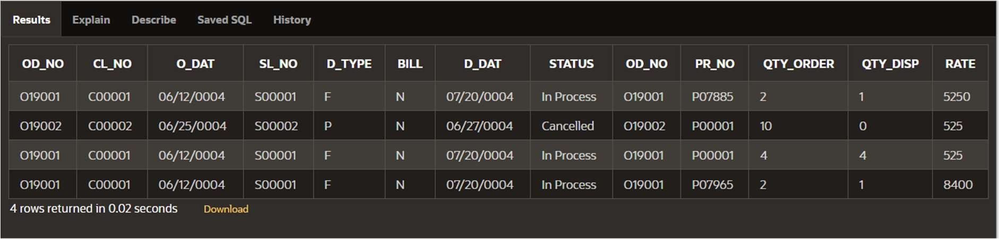 Results Explain Describe Saved SQL History
OD_NO CL_NO O_DAT SL_NO D_TYPE BILL D_DAT STATUS OD_NO PR_NO QTY_ORDER QTY_DISP RATE
O19001 C00001 06/12/0004 S00001 F N 07/20/0004 In Process O19001 P07885 2 1 5250
O19002 C00002 06/25/0004 S00002 P N 06/27/0004 Cancelled O19002 P00001 10 0 525
O19001 C00001 06/12/0004 S00001 F N 07/20/0004 In Process O19001 P00001 4 4 525
O19001 C00001 06/12/0004 S00001 F N 07/20/0004 In Process O19001 P07965 2 1 8400
4 rows returned in 0.02 seconds Download